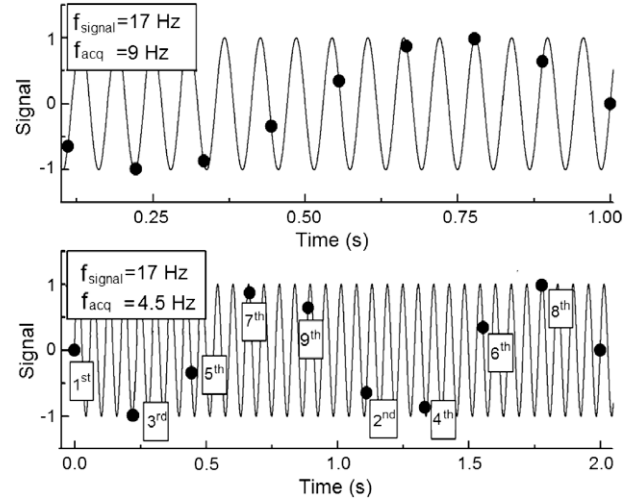 f_signal=17 Hz
f_acq =9 Hz
Signal
1
0
-1
0.25 0.50 0.75 1.00
Time (s)
f_signal=17 Hz
f_acq =4.5 Hz
Signal
1
0
-1
1st
3rd
5th
7th
9th
2nd
4th
6th
8th
0.0 0.5 1.0 1.5 2.0
Time (s)